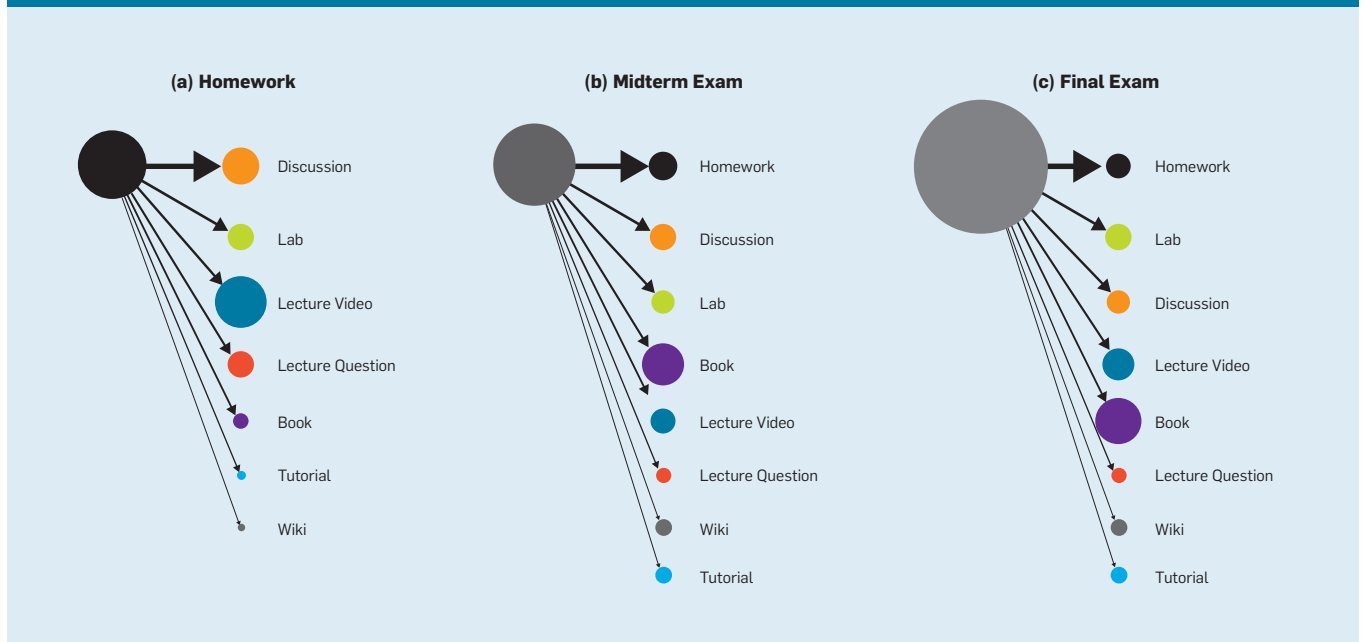 (a) Homework
Discussion
Lab
Lecture Video
Lecture Question
Book
Tutorial
Wiki
(b) Midterm Exam
Homework
Discussion
Lab
Book
Lecture Video
Lecture Question
Wiki
Tutorial
(c) Final Exam
Homework
Lab
Discussion
Lecture Video
Book
Lecture Question
Wiki
Tutorial